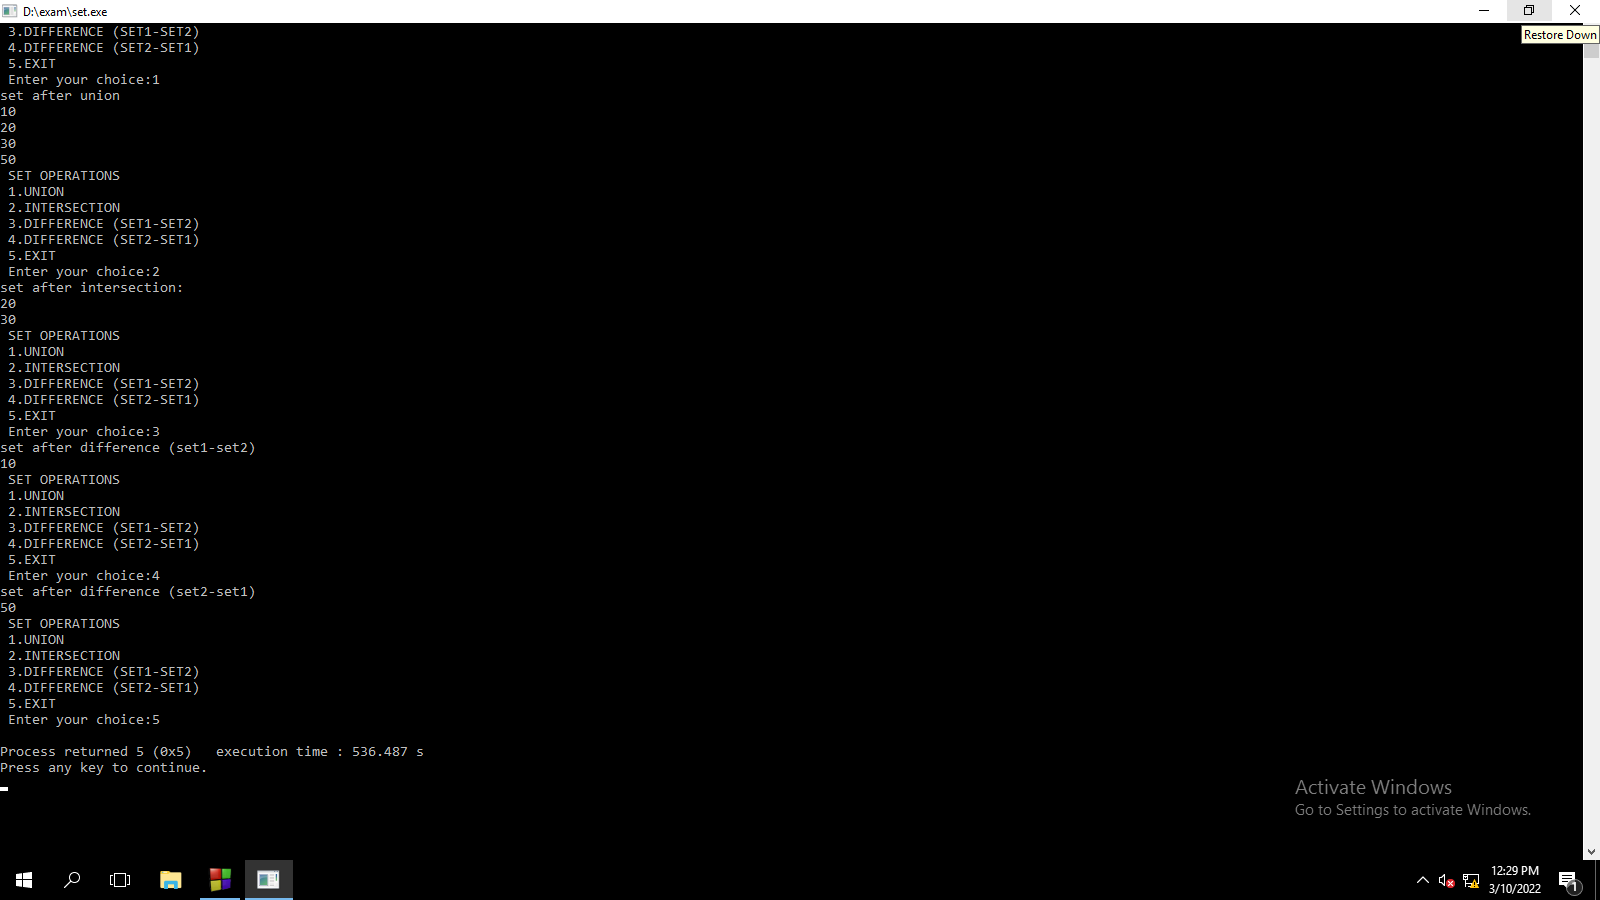 D:\exam\set.exe
Restore Down
 3.DIFFERENCE (SET1-SET2)
 4.DIFFERENCE (SET2-SET1)
 5.EXIT
 Enter your choice:1
set after union
10
20
30
50
 SET OPERATIONS
 1.UNION
 2.INTERSECTION
 3.DIFFERENCE (SET1-SET2)
 4.DIFFERENCE (SET2-SET1)
 5.EXIT
 Enter your choice:2
set after intersection:
20
30
 SET OPERATIONS
 1.UNION
 2.INTERSECTION
 3.DIFFERENCE (SET1-SET2)
 4.DIFFERENCE (SET2-SET1)
 5.EXIT
 Enter your choice:3
set after difference (set1-set2)
10
 SET OPERATIONS
 1.UNION
 2.INTERSECTION
 3.DIFFERENCE (SET1-SET2)
 4.DIFFERENCE (SET2-SET1)
 5.EXIT
 Enter your choice:4
set after difference (set2-set1)
50
 SET OPERATIONS
 1.UNION
 2.INTERSECTION
 3.DIFFERENCE (SET1-SET2)
 4.DIFFERENCE (SET2-SET1)
 5.EXIT
 Enter your choice:5
Process returned 5 (0x5)   execution time : 536.487 s
Press any key to continue.
Activate Windows
Go to Settings to activate Windows.
12:29 PM
3/10/2022
1